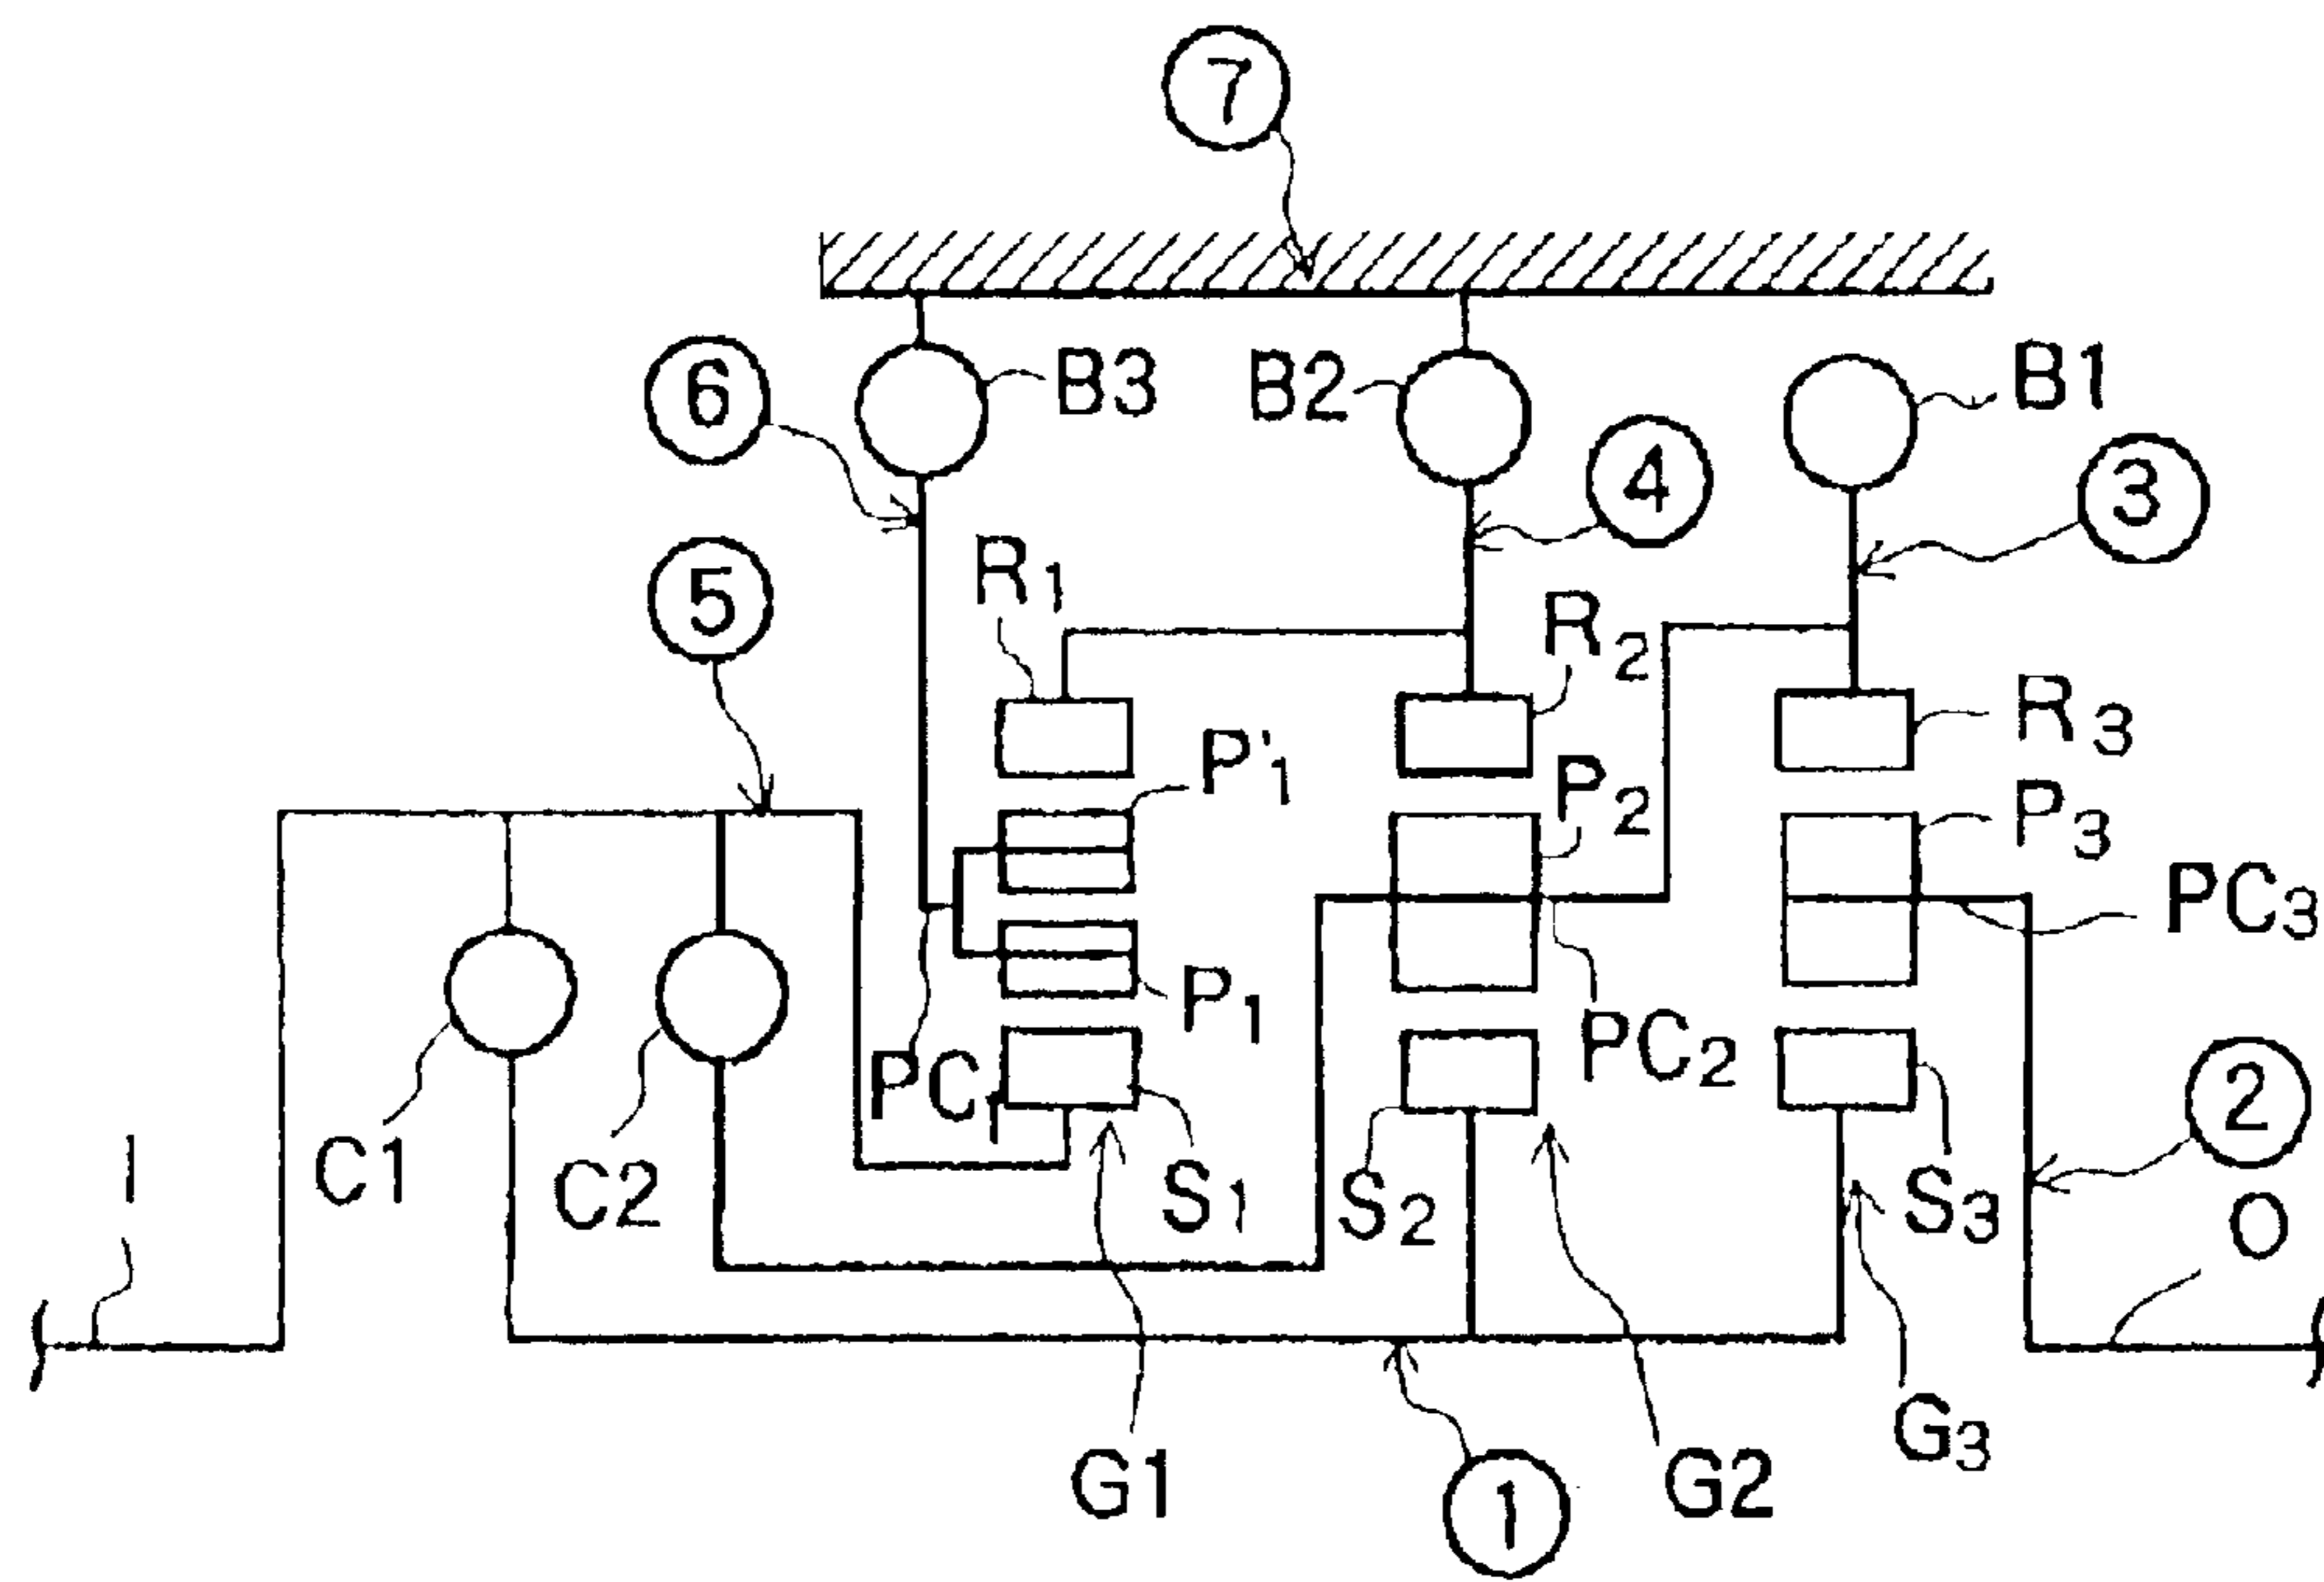 7
6 B3 B2 B1
4 3
5 R1 R2
R3
P'1 P2 P3
PC3
P1 PC2
PC1
I C1 C2 S1 S2 S3 2
O
G1 1 G2 G3